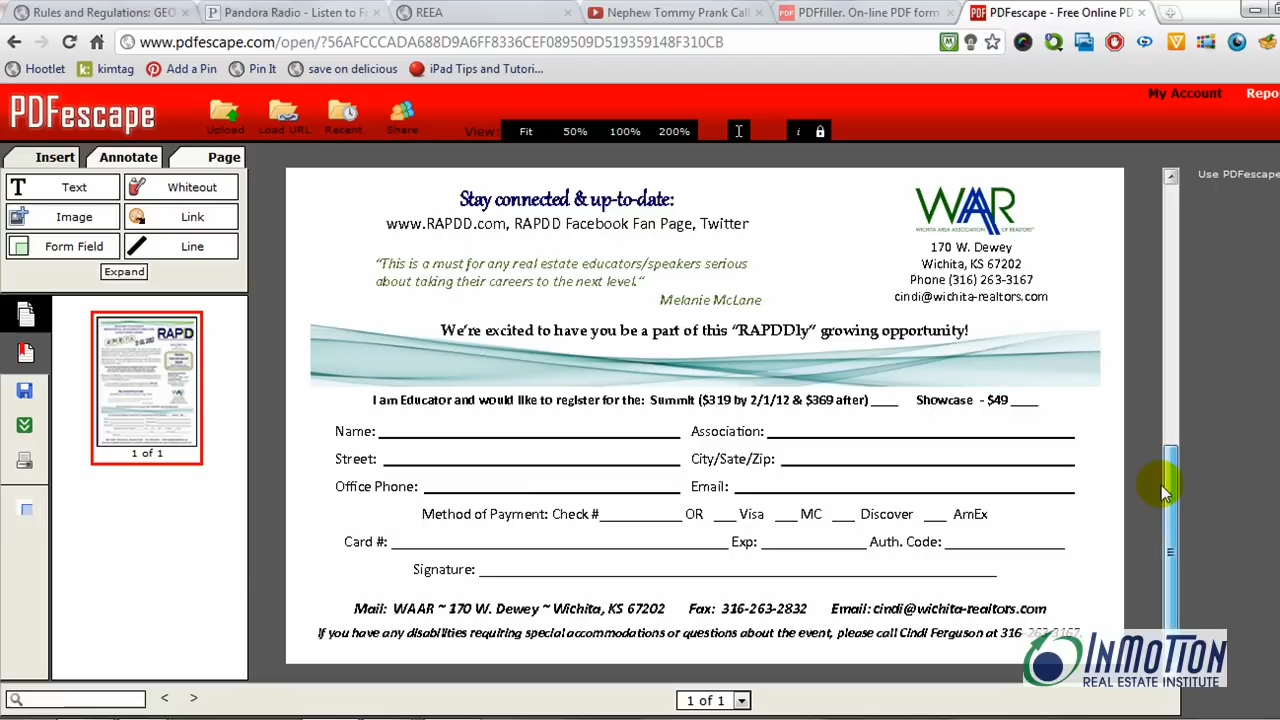 Rules and Regulations: GEO
Pandora Radio - Listen to Fr
REEA
Nephew Tommy Prank Call
PDFfiller. On-line PDF form
PDFescape - Free Online PD
www.pdfescape.com/open/?56AFCCCADA688D9A6FF8336CEF089509D519359148F310CB
Hootlet
kimtag
Add a Pin
Pin It
save on delicious
iPad Tips and Tutori...
PDFescape
Upload
Load URL
Recent
Share
View:
Fit
50%
100%
200%
i
My Account
Repo
Insert
Annotate
Page
Text
Whiteout
Image
Link
Form Field
Line
Expand
RAPD
1 of 1
Use PDFescape
Stay connected & up-to-date:
www.RAPDD.com, RAPDD Facebook Fan Page, Twitter
"This is a must for any real estate educators/speakers serious
about taking their careers to the next level."
Melanie McLane
WAAR
WICHITA AREA ASSOCIATION OF REALTORS
170 W. Dewey
Wichita, KS 67202
Phone (316) 263-3167
cindi@wichita-realtors.com
We're excited to have you be a part of this "RAPDDly" growing opportunity!
I am Educator and would like to register for the: Summit ($319 by 2/1/12 & $369 after) ____ Showcase - $49 ____
Name: Association:
Street: City/Sate/Zip:
Office Phone: Email:
Method of Payment: Check #__________ OR ___ Visa ___ MC ___ Discover ___ AmEx
Card #: Exp: Auth. Code:
Signature:
Mail: WAAR ~ 170 W. Dewey ~ Wichita, KS 67202 Fax: 316-263-2832 Email: cindi@wichita-realtors.com
If you have any disabilities requiring special accommodations or questions about the event, please call Cindi Ferguson at 316-263-3167.
INMOTION
REAL ESTATE INSTITUTE
1 of 1